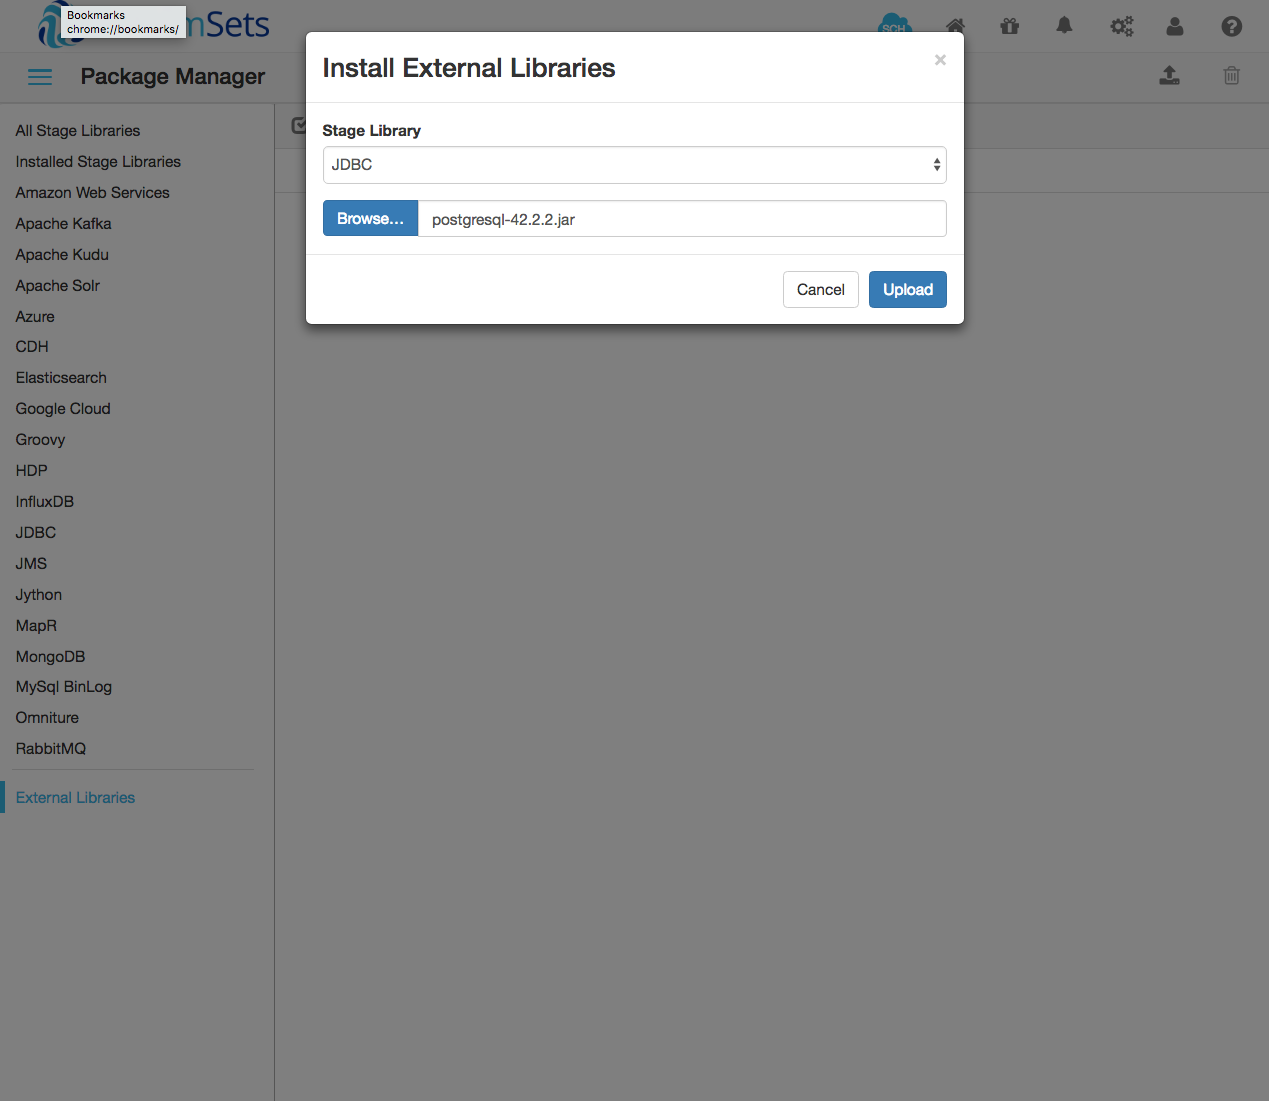 Bookmarks
chrome://bookmarks/
mSets
SCH
Package Manager
Install External Libraries
×
Stage Library
JDBC
Browse... postgresql-42.2.2.jar
Cancel Upload
All Stage Libraries
Installed Stage Libraries
Amazon Web Services
Apache Kafka
Apache Kudu
Apache Solr
Azure
CDH
Elasticsearch
Google Cloud
Groovy
HDP
InfluxDB
JDBC
JMS
Jython
MapR
MongoDB
MySql BinLog
Omniture
RabbitMQ
External Libraries